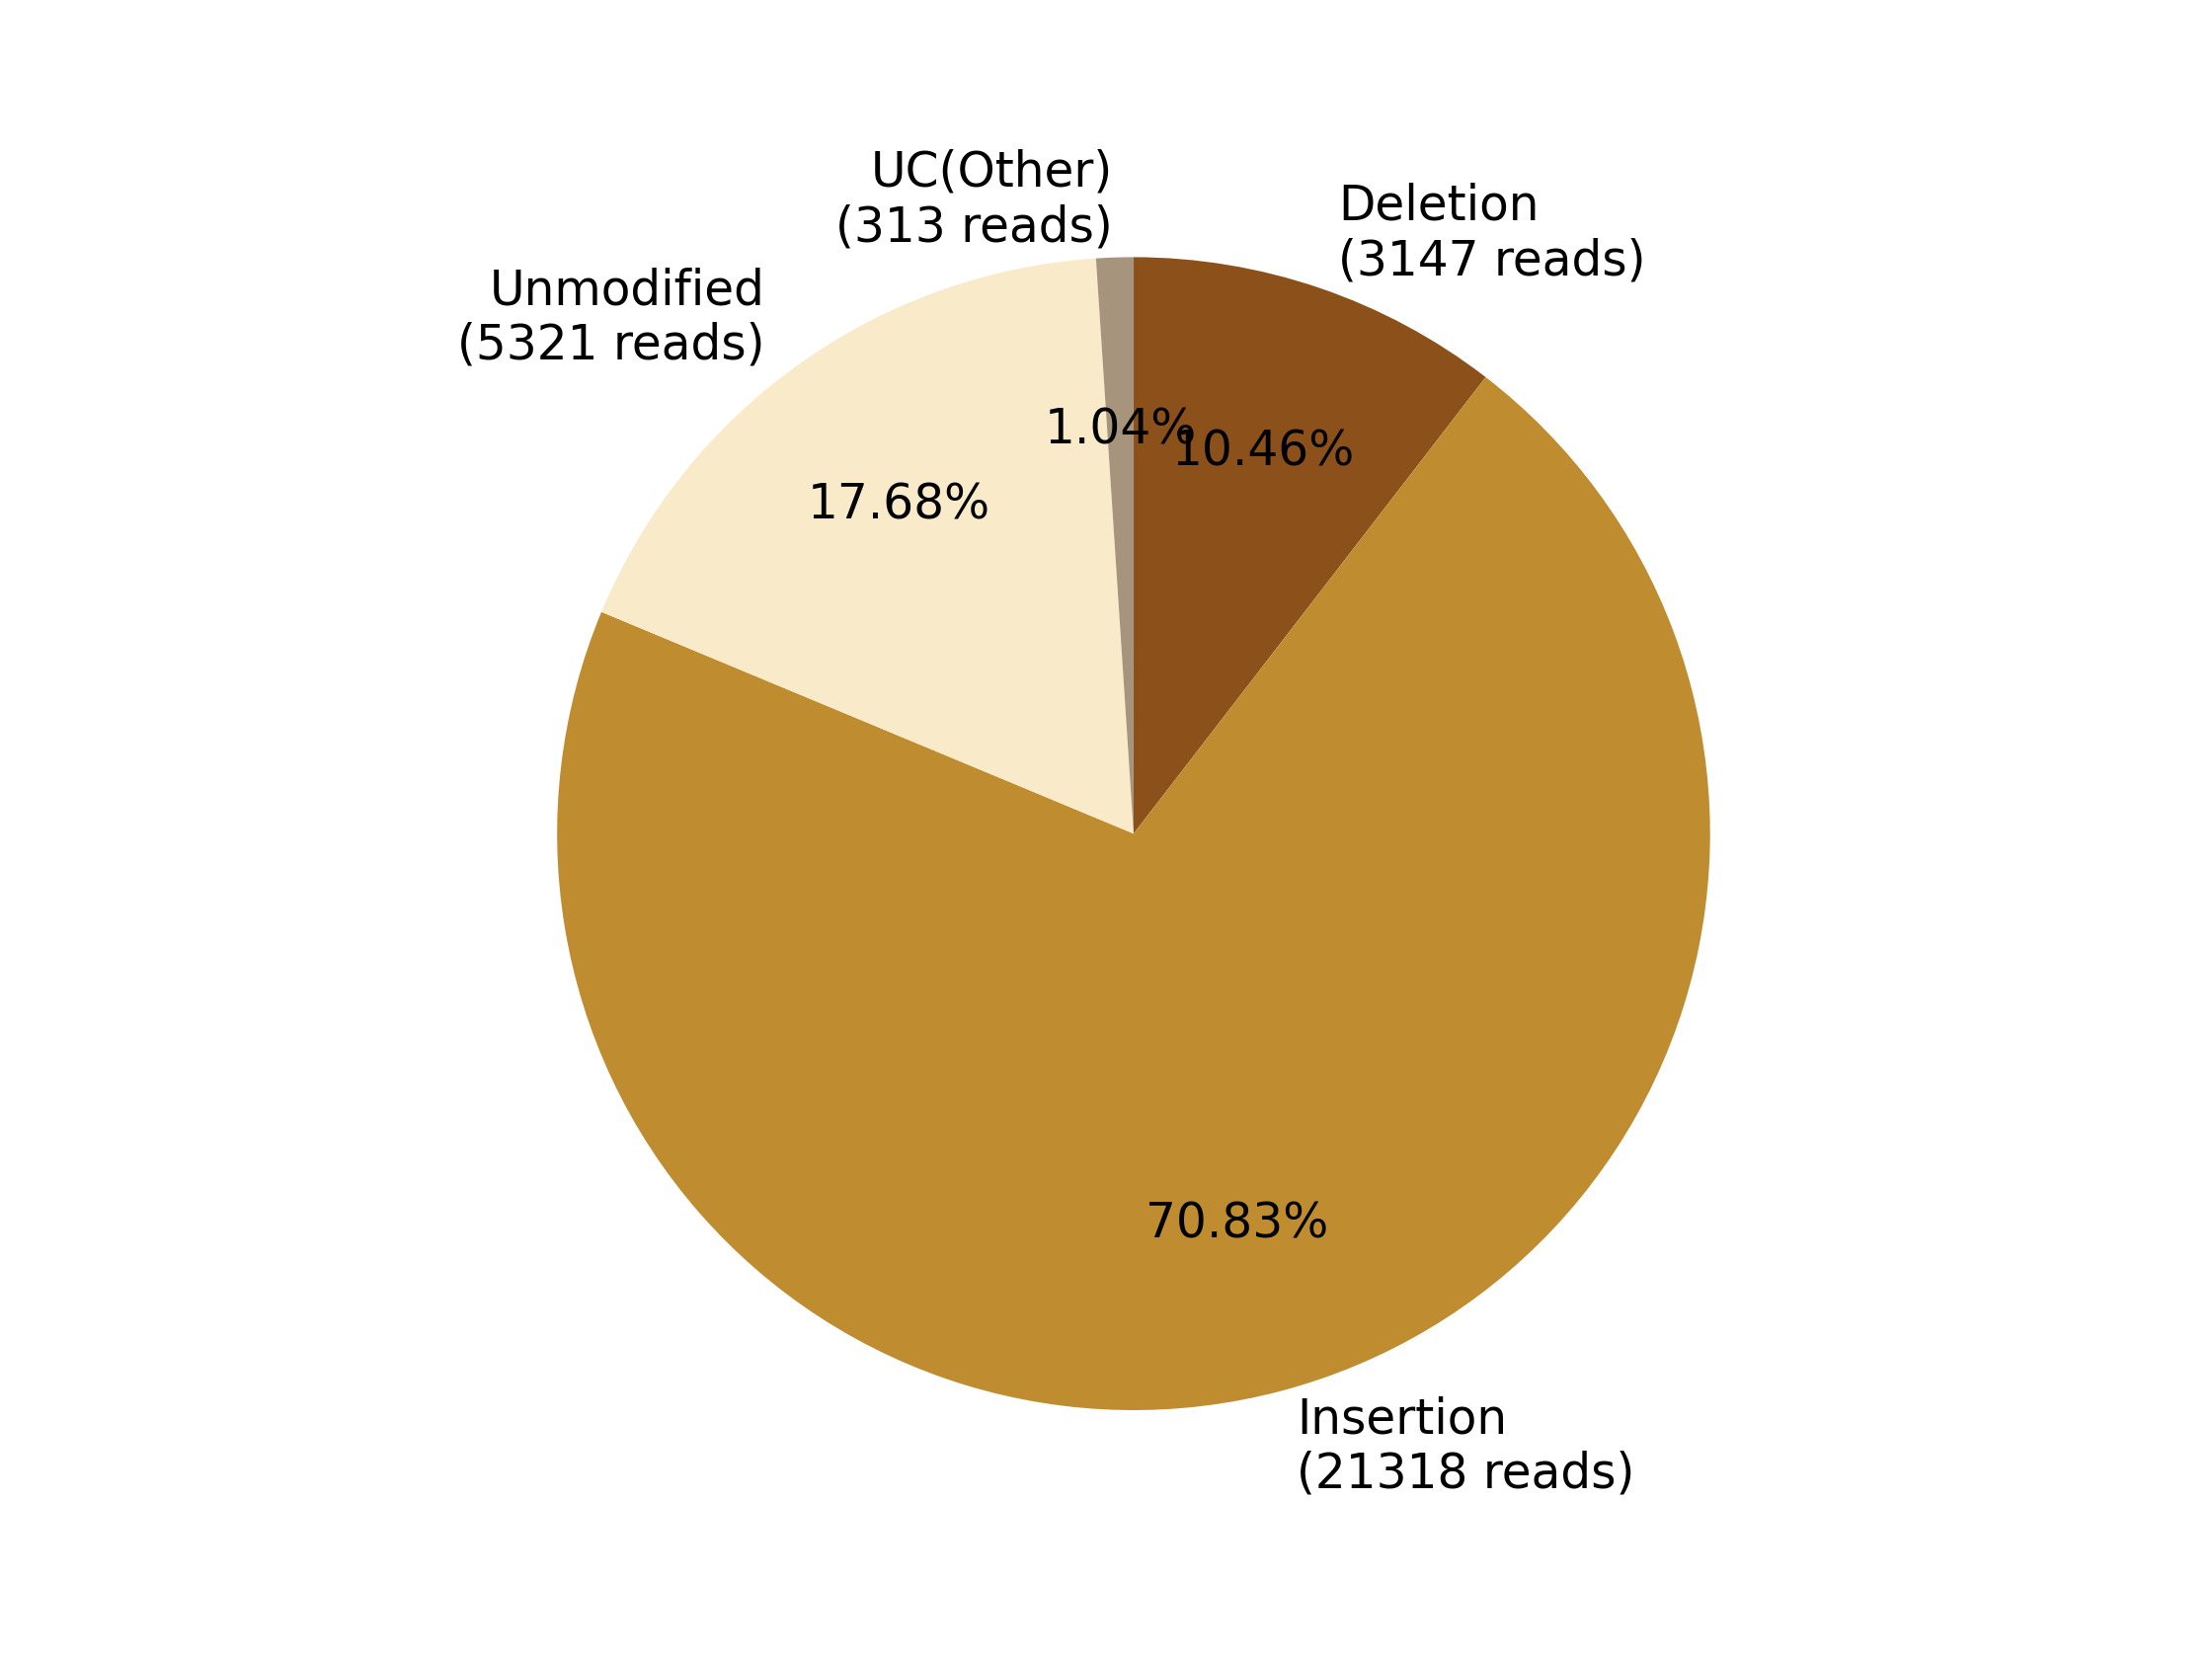 UC(Other)
(313 reads)
Deletion
(3147 reads)
Unmodified
(5321 reads)
1.04%
10.46%
17.68%
70.83%
Insertion
(21318 reads)